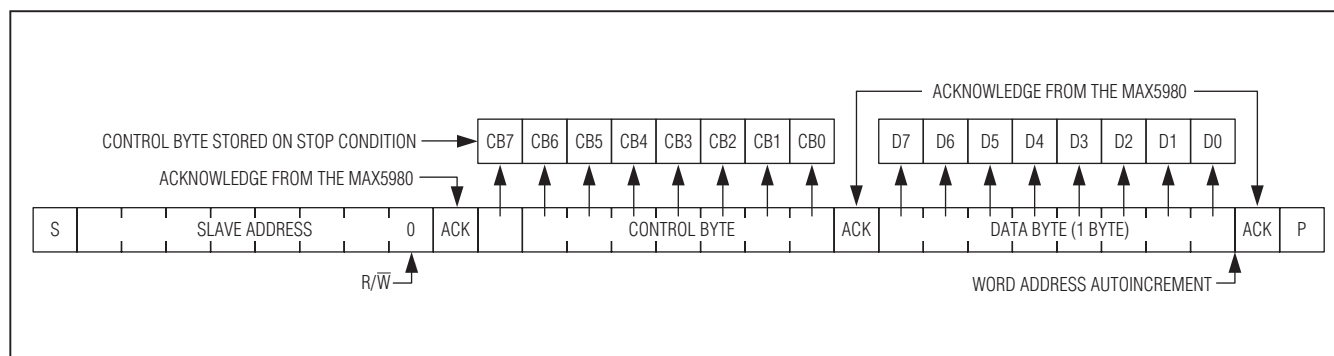 ACKNOWLEDGE FROM THE MAX5980
CONTROL BYTE STORED ON STOP CONDITION CB7 CB6 CB5 CB4 CB3 CB2 CB1 CB0 D7 D6 D5 D4 D3 D2 D1 D0
ACKNOWLEDGE FROM THE MAX5980
S SLAVE ADDRESS 0 ACK CONTROL BYTE ACK DATA BYTE (1 BYTE) ACK P
R/W̅ WORD ADDRESS AUTOINCREMENT